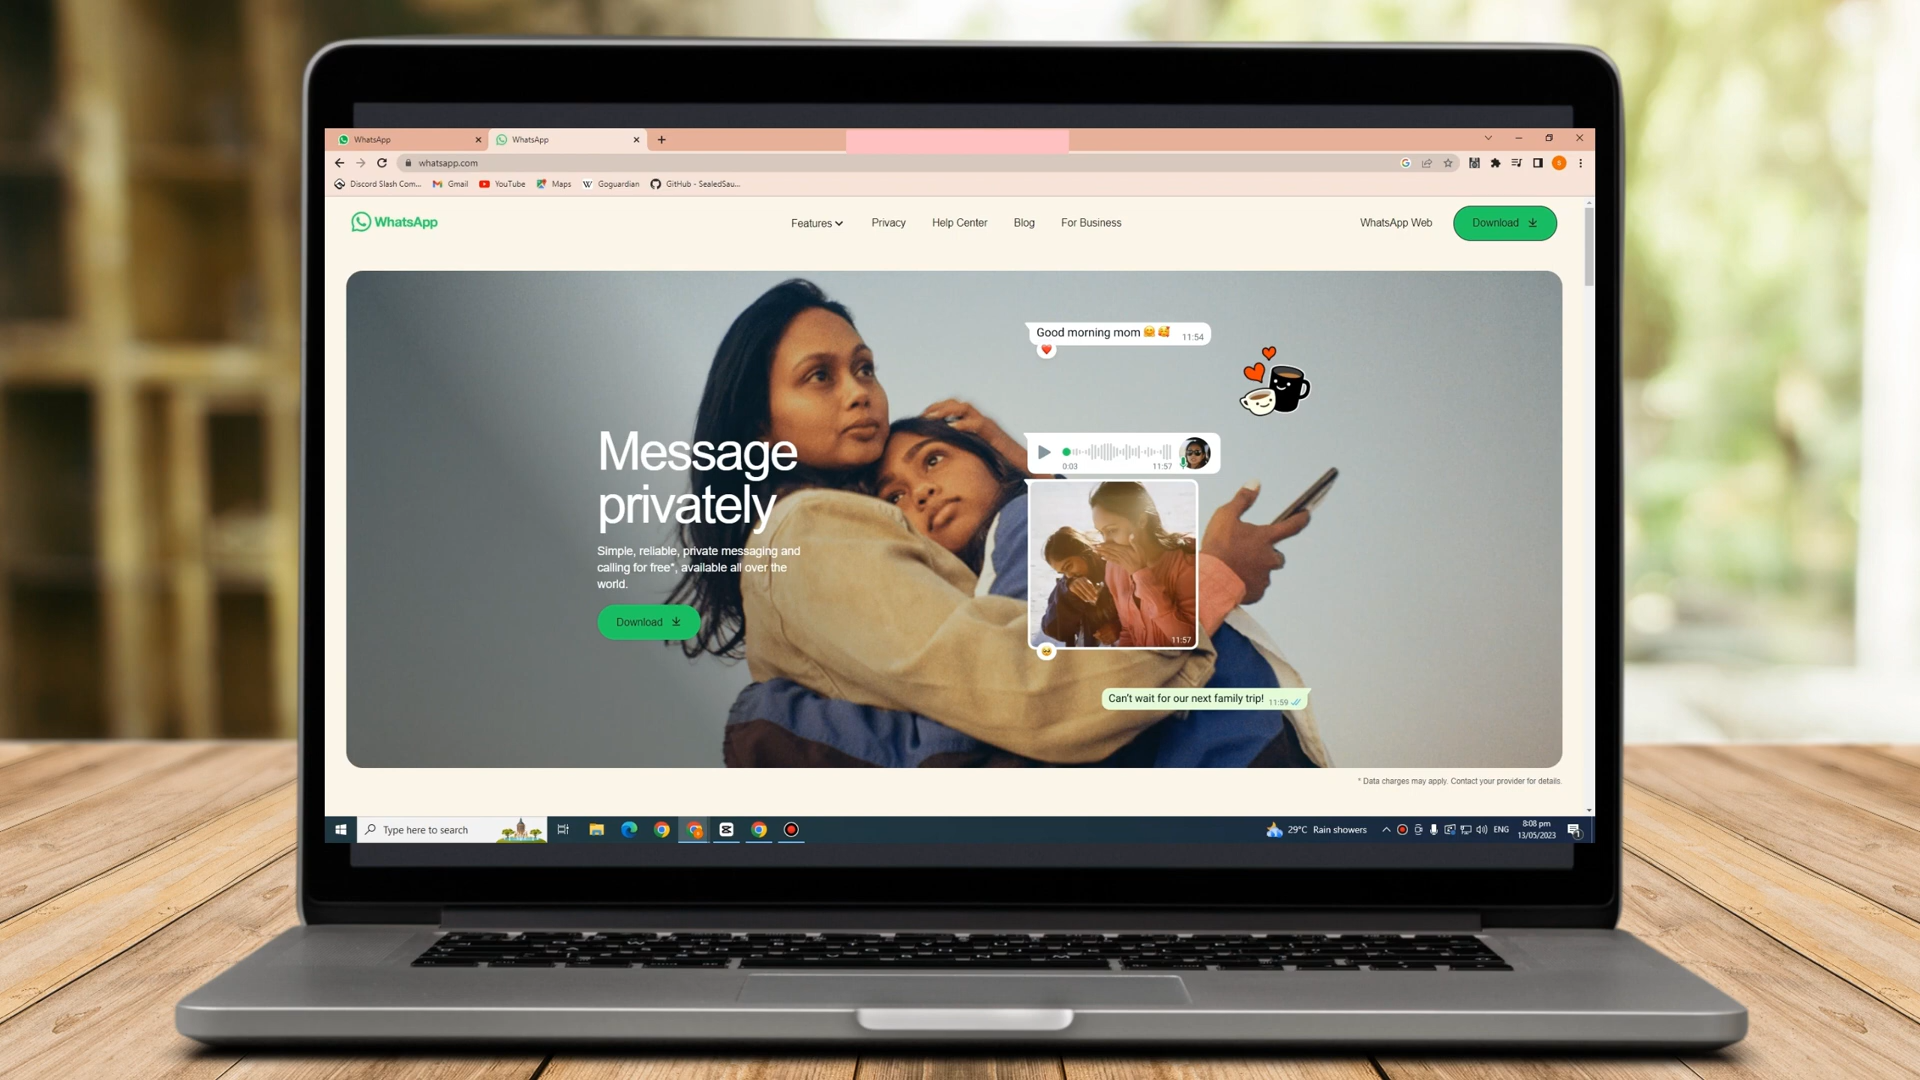 WhatsApp
WhatsApp
whatsapp.com
Discord Slash Com...
Gmail
YouTube
Maps
Goguardian
GitHub - SealedSau...
WhatsApp
Features
Privacy
Help Center
Blog
For Business
WhatsApp Web
Download
Good morning mom 🤗 🥰 11:54
0:03 11:57
Message
privately
Simple, reliable, private messaging and
calling for free*, available all over the
world.
Download
11:57
Can't wait for our next family trip! 11:59
* Data charges may apply. Contact your provider for details.
Type here to search
29°C Rain showers
ENG
8:08 pm
13/05/2023